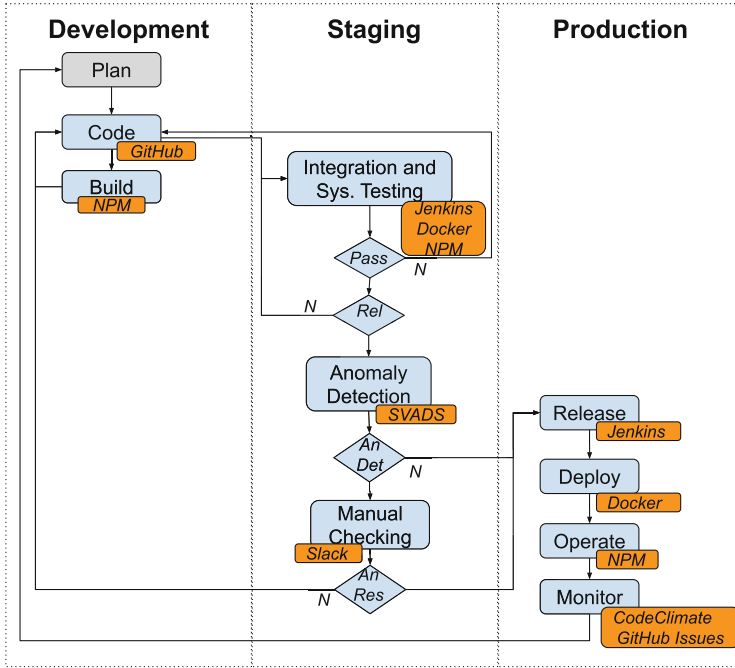 Development
Staging
Production
Plan
Code
GitHub
Build
NPM
Integration and
Sys. Testing
Jenkins
Docker
NPM
Pass
N
Rel
N
Anomaly
Detection
SVADS
An
Det
N
Manual
Checking
Slack
An
Res
N
Release
Jenkins
Deploy
Docker
Operate
NPM
Monitor
CodeClimate
GitHub Issues